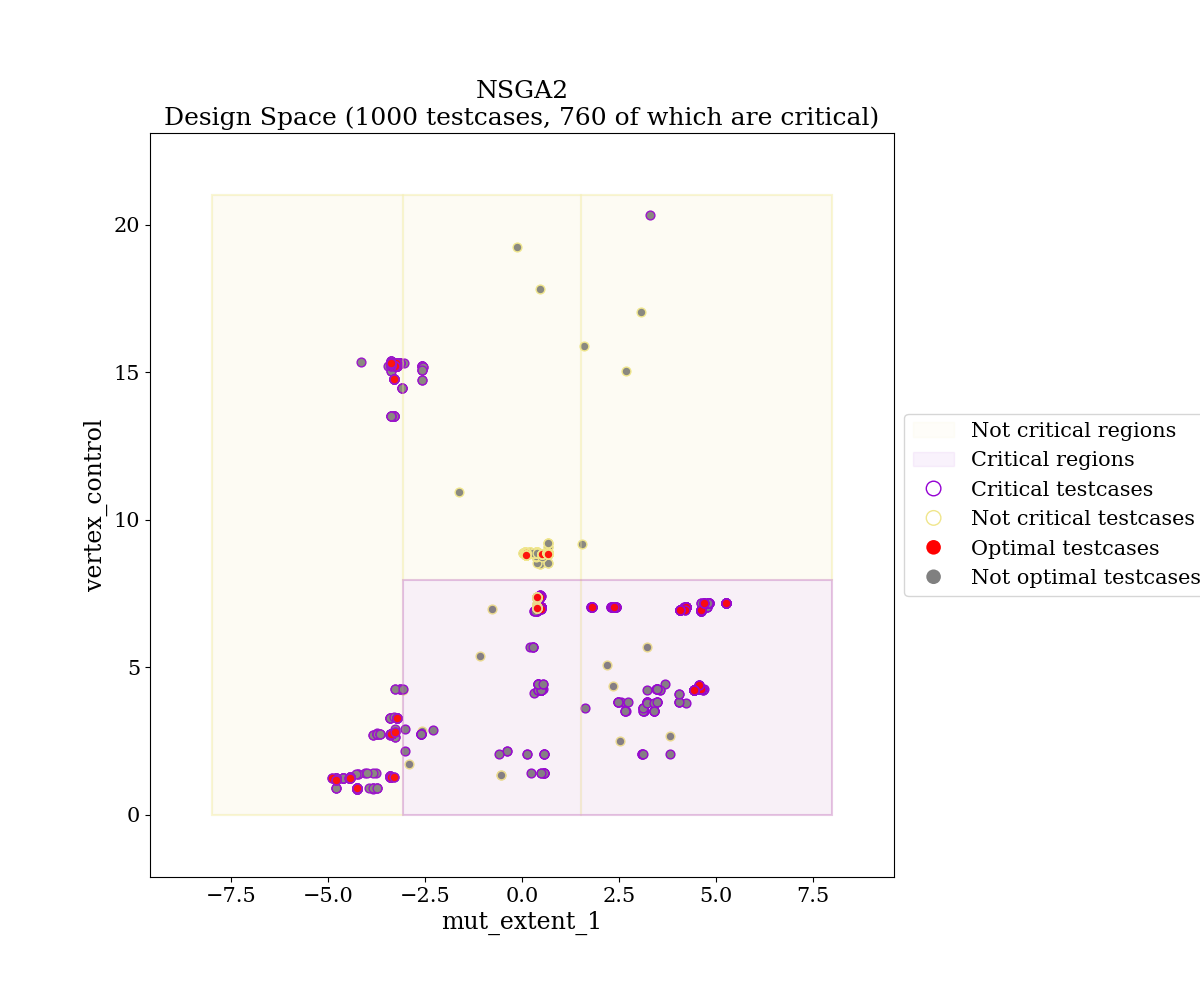 NSGA2
Design Space (1000 testcases, 760 of which are critical)
vertex_control
20
15
10
5
0
−7.5
−5.0
−2.5
0.0
2.5
5.0
7.5
mut_extent_1
Not critical regions
Critical regions
Critical testcases
Not critical testcases
Optimal testcases
Not optimal testcases